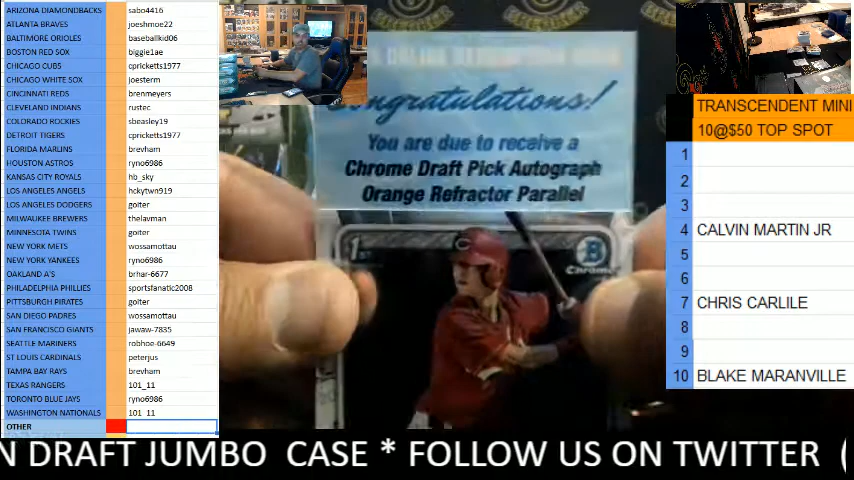 ARIZONA DIAMONDBACKS sabo4416
ATLANTA BRAVES joeshmoe22
BALTIMORE ORIOLES baseballkid06
BOSTON RED SOX biggie1ae
CHICAGO CUBS cpricketts1977
CHICAGO WHITE SOX joesterm
CINCINNATI REDS brenmeyers
CLEVELAND INDIANS rustec
COLORADO ROCKIES sbeasley19
DETROIT TIGERS cpricketts1977
FLORIDA MARLINS brevham
HOUSTON ASTROS ryno6986
KANSAS CITY ROYALS hb_sky
LOS ANGELES ANGELS hckytwn919
LOS ANGELES DODGERS goiter
MILWAUKEE BREWERS thelavman
MINNESOTA TWINS goiter
NEW YORK METS wossamottau
NEW YORK YANKEES ryno6986
OAKLAND A'S brhar-6677
PHILADELPHIA PHILLIES sportsfanatic2008
PITTSBURGH PIRATES goiter
SAN DIEGO PADRES wossamottau
SAN FRANCISCO GIANTS jawaw-7835
SEATTLE MARINERS robhoe-6649
ST LOUIS CARDINALS peterjus
TAMPA BAY RAYS brevham
TEXAS RANGERS 101_11
TORONTO BLUE JAYS ryno6986
WASHINGTON NATIONALS 101_11
OTHER
Congratulations!
You are due to receive a
Chrome Draft Pick Autograph
Orange Refractor Parallel
1st
B
Chrome
TRANSCENDENT MINI
10@$50 TOP SPOT
1
2
3
4 CALVIN MARTIN JR
5
6
7 CHRIS CARLILE
8
9
10 BLAKE MARANVILLE
N DRAFT JUMBO CASE * FOLLOW US ON TWITTER (